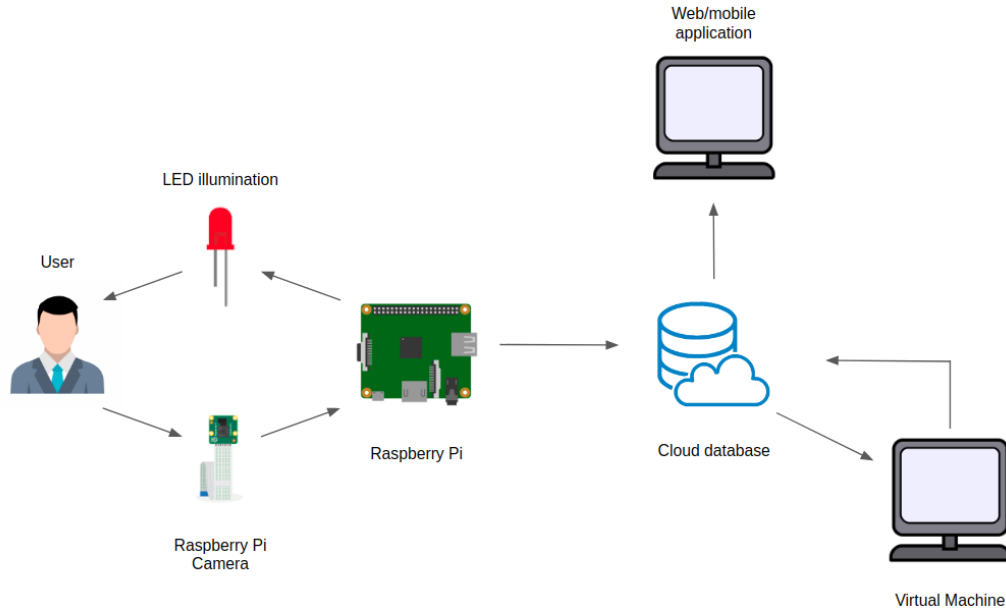 Web/mobile
application
LED illumination
User
Raspberry Pi
Cloud database
Raspberry Pi
Camera
Virtual Machine